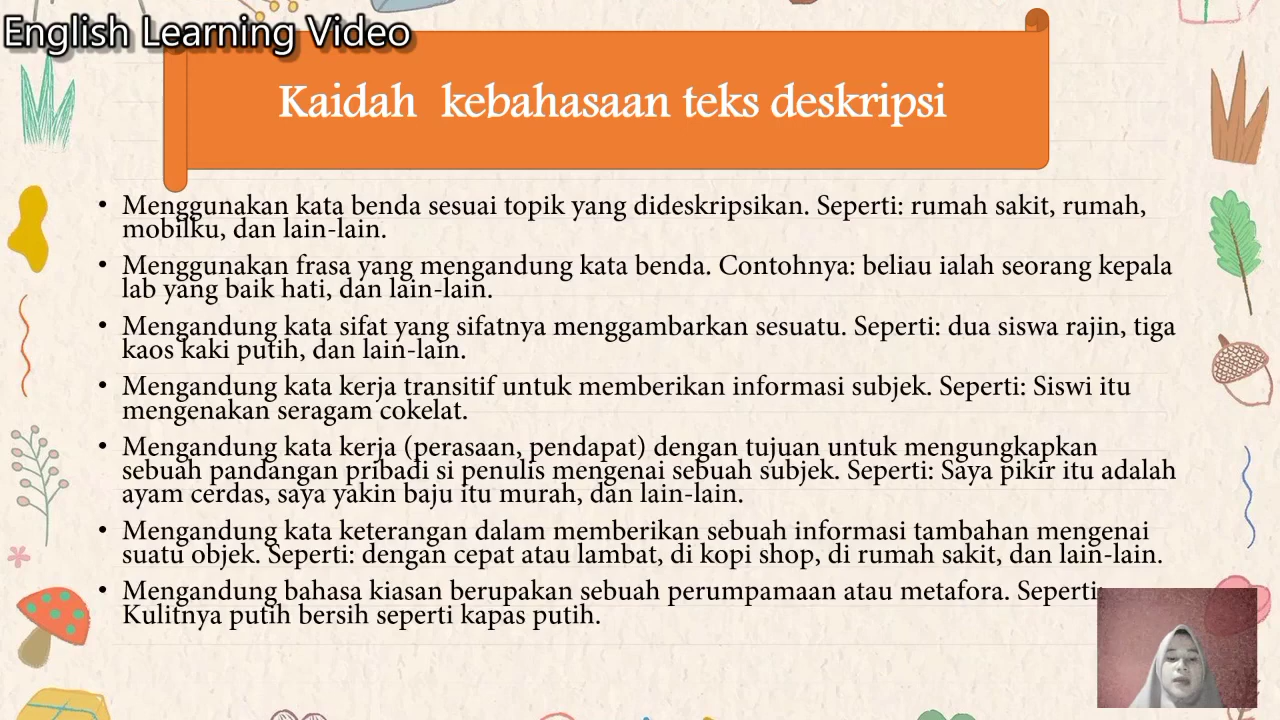 English Learning Video
Kaidah kebahasaan teks deskripsi
• Menggunakan kata benda sesuai topik yang dideskripsikan. Seperti: rumah sakit, rumah,
mobilku, dan lain-lain.
• Menggunakan frasa yang mengandung kata benda. Contohnya: beliau ialah seorang kepala
lab yang baik hati, dan lain-lain.
• Mengandung kata sifat yang sifatnya menggambarkan sesuatu. Seperti: dua siswa rajin, tiga
kaos kaki putih, dan lain-lain.
• Mengandung kata kerja transitif untuk memberikan informasi subjek. Seperti: Siswi itu
mengenakan seragam cokelat.
• Mengandung kata kerja (perasaan, pendapat) dengan tujuan untuk mengungkapkan
sebuah pandangan pribadi si penulis mengenai sebuah subjek. Seperti: Saya pikir itu adalah
ayam cerdas, saya yakin baju itu murah, dan lain-lain.
• Mengandung kata keterangan dalam memberikan sebuah informasi tambahan mengenai
suatu objek. Seperti: dengan cepat atau lambat, di kopi shop, di rumah sakit, dan lain-lain.
• Mengandung bahasa kiasan berupakan sebuah perumpamaan atau metafora. Seperti:
Kulitnya putih bersih seperti kapas putih.